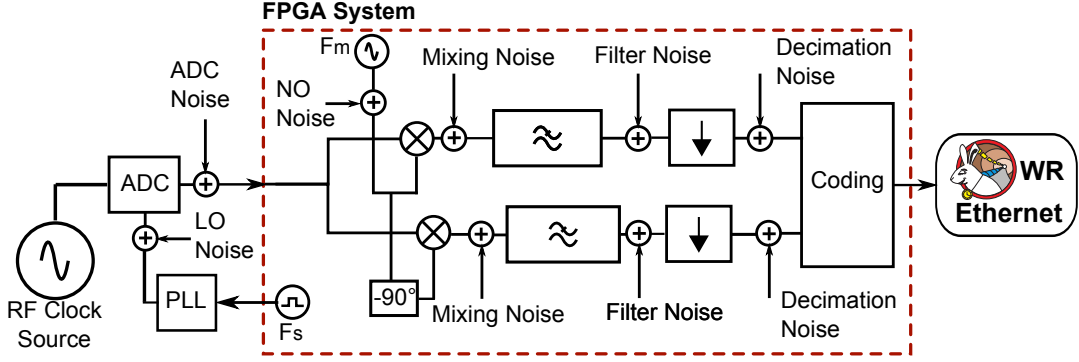 FPGA System
Fm
Mixing Noise
Filter Noise
Decimation
Noise
ADC
Noise
NO
Noise
ADC
Coding
WR
Ethernet
LO
Noise
RF Clock
Source
PLL
Fs
-90°
Mixing Noise
Filter Noise
Decimation
Noise